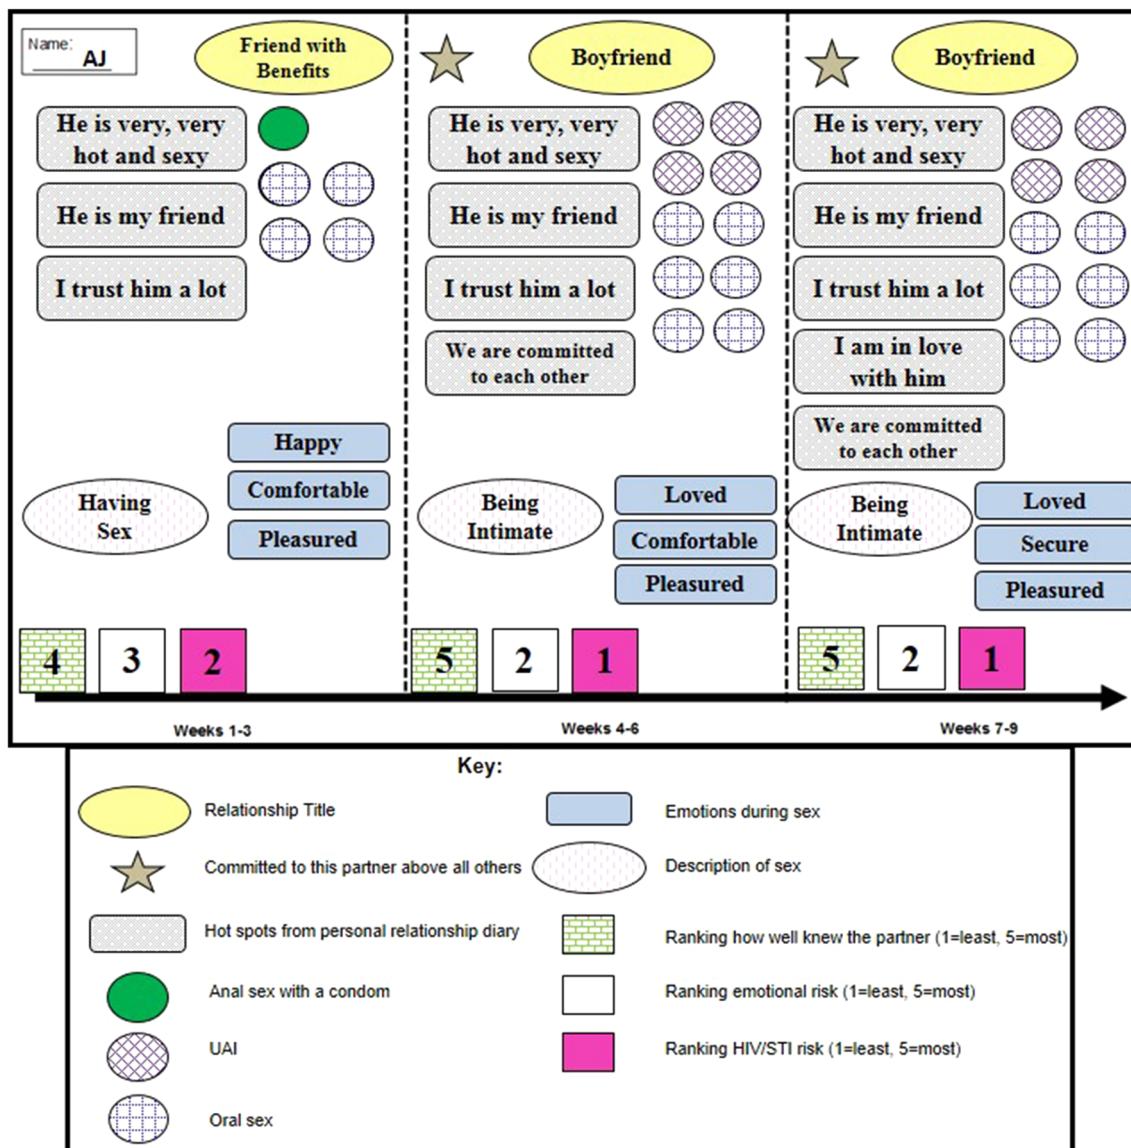 Name:
AJ
Friend with
Benefits
He is very, very
hot and sexy
He is my friend
I trust him a lot
Happy
Comfortable
Pleasured
Having
Sex
4
3
2
Weeks 1-3
Boyfriend
He is very, very
hot and sexy
He is my friend
I trust him a lot
We are committed
to each other
Loved
Comfortable
Pleasured
Being
Intimate
5
2
1
Weeks 4-6
Boyfriend
He is very, very
hot and sexy
He is my friend
I trust him a lot
I am in love
with him
We are committed
to each other
Loved
Secure
Pleasured
Being
Intimate
5
2
1
Weeks 7-9
Key:
Relationship Title
Committed to this partner above all others
Hot spots from personal relationship diary
Anal sex with a condom
UAI
Oral sex
Emotions during sex
Description of sex
Ranking how well knew the partner (1=least, 5=most)
Ranking emotional risk (1=least, 5=most)
Ranking HIV/STI risk (1=least, 5=most)